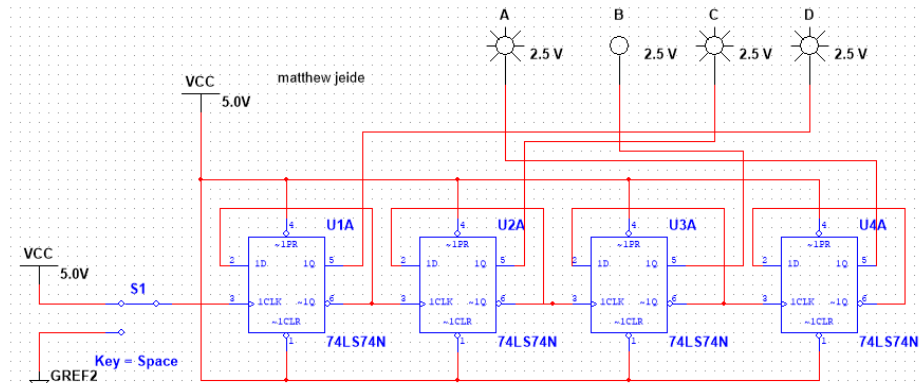 A B C D
2.5 V 2.5 V 2.5 V 2.5 V
matthew jeide
VCC
5.0V
U1A U2A U3A U4A
4 4 4 4
~1PR ~1PR ~1PR ~1PR
2 1D 1Q 5 2 1D 1Q 5 2 1D 1Q 5 2 1D 1Q 5
VCC
5.0V
S1
3 1CLK ~1Q 6 3 1CLK ~1Q 6 3 1CLK ~1Q 6 3 1CLK ~1Q 6
~1CLR ~1CLR ~1CLR ~1CLR
1 74LS74N 1 74LS74N 1 74LS74N 1 74LS74N
Key = Space
GREF2